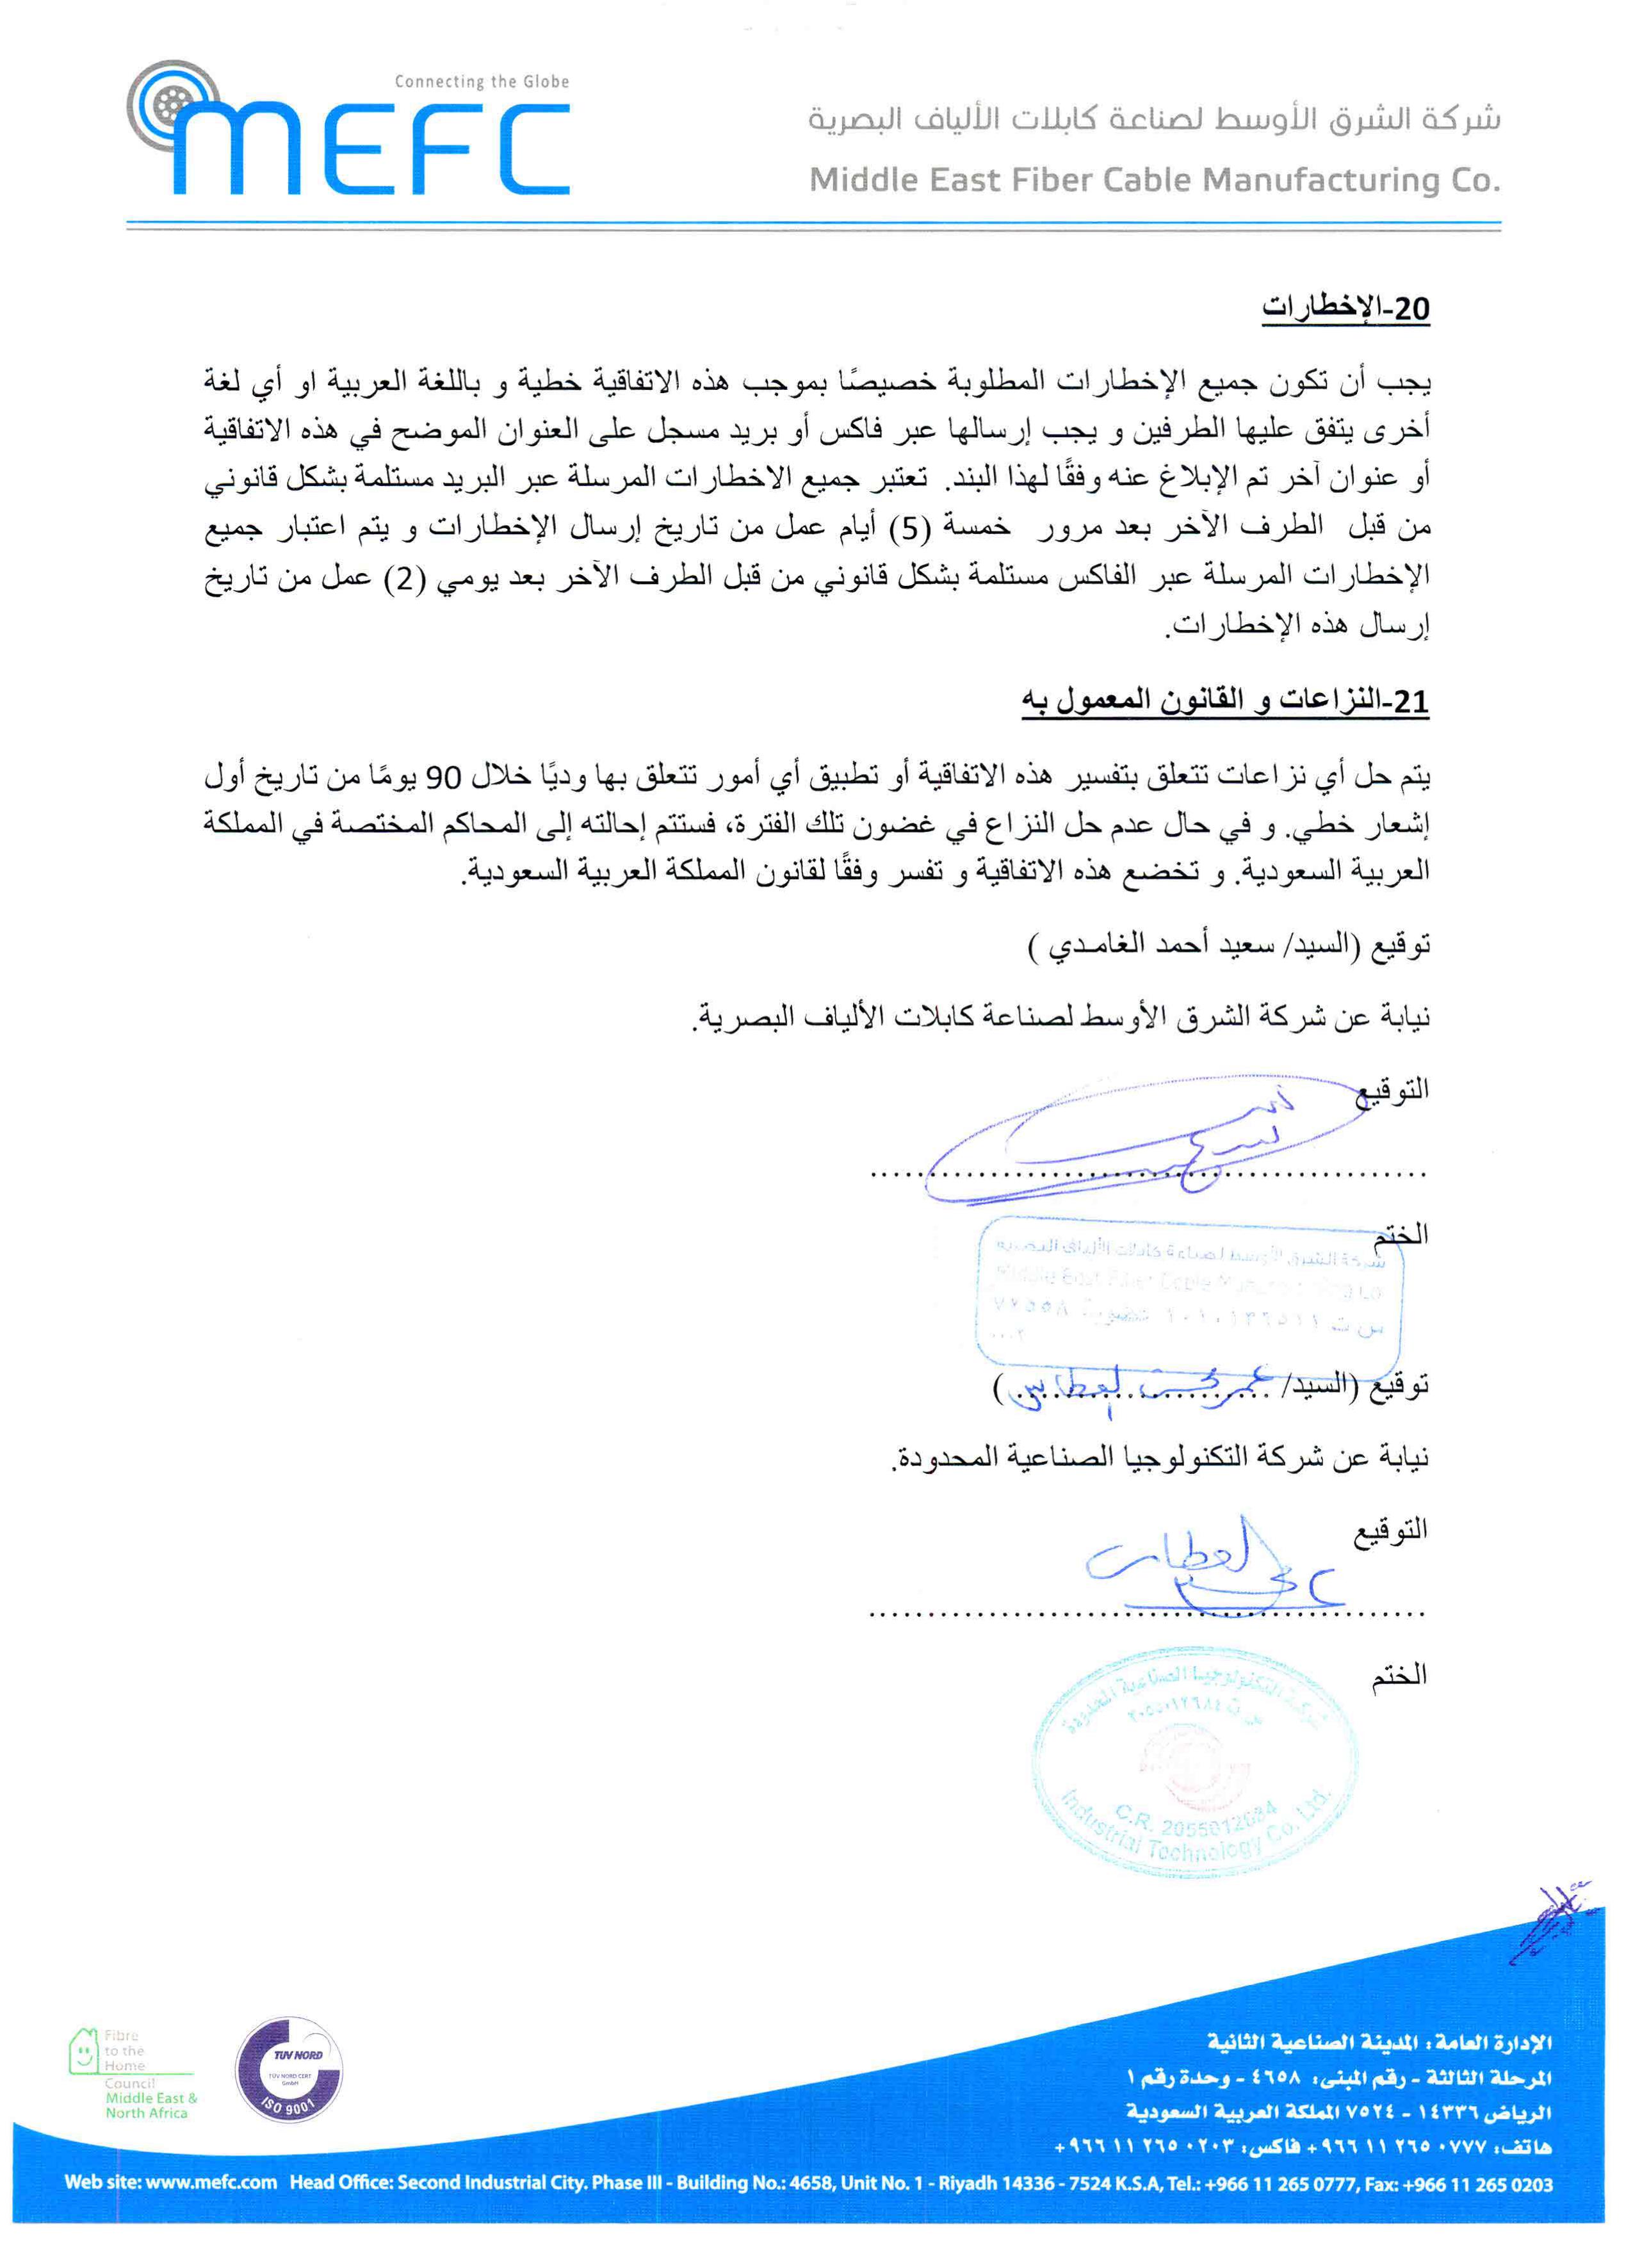 Connecting the Globe
MEFC
شركة الشرق الأوسط لصناعة كابلات الألياف البصرية
Middle East Fiber Cable Manufacturing Co.
20-الإخطارات
يجب أن تكون جميع الإخطارات المطلوبة خصيصًا بموجب هذه الاتفاقية خطية و باللغة العربية او أي لغة
أخرى يتفق عليها الطرفين و يجب إرسالها عبر فاكس أو بريد مسجل على العنوان الموضح في هذه الاتفاقية
أو عنوان آخر تم الإبلاغ عنه وفقًا لهذا البند. تعتبر جميع الاخطارات المرسلة عبر البريد مستلمة بشكل قانوني
من قبل الطرف الآخر بعد مرور خمسة (5) أيام عمل من تاريخ إرسال الإخطارات و يتم اعتبار جميع
الإخطارات المرسلة عبر الفاكس مستلمة بشكل قانوني من قبل الطرف الآخر بعد يومي (2) عمل من تاريخ
إرسال هذه الإخطارات.
21-النزاعات و القانون المعمول به
يتم حل أي نزاعات تتعلق بتفسير هذه الاتفاقية أو تطبيق أي أمور تتعلق بها وديًا خلال 90 يومًا من تاريخ أول
إشعار خطي. و في حال عدم حل النزاع في غضون تلك الفترة، فستتم إحالته إلى المحاكم المختصة في المملكة
العربية السعودية. و تخضع هذه الاتفاقية و تفسر وفقًا لقانون المملكة العربية السعودية.
توقيع (السيد/ سعيد أحمد الغامدي )
نيابة عن شركة الشرق الأوسط لصناعة كابلات الألياف البصرية.
التوقيع
الختم
شركة الشرق الأوسط لصناعة كابلات الألياف البصرية
Middle East Fiber Cable Manufacturing Co
توقيع (السيد/ عمر محسن العطاس )
نيابة عن شركة التكنولوجيا الصناعية المحدودة.
التوقيع
الختم
شركة التكنولوجيا الصناعية المحدودة
س ت ٢٠٥٥٠١٢٦٨٤
C.R. 2055012684
Industrial Technology Co. Ltd.
Fibre
to the
Home
Council
Middle East &
North Africa
TUV NORD
TUV NORD CERT
GmbH
ISO 9001
الإدارة العامة: المدينة الصناعية الثانية
المرحلة الثالثة - رقم المبنى: ٤٦٥٨ - وحدة رقم ١
الرياض ١٤٣٣٦ - ٧٥٢٤ المملكة العربية السعودية
هاتف: ٠٧٧٧ ٢٦٥ ١١ ٩٦٦+ فاكس: ٠٢٠٣ ٢٦٥ ١١ ٩٦٦+
Web site: www.mefc.com Head Office: Second Industrial City. Phase III - Building No.: 4658, Unit No. 1 - Riyadh 14336 - 7524 K.S.A, Tel.: +966 11 265 0777, Fax: +966 11 265 0203